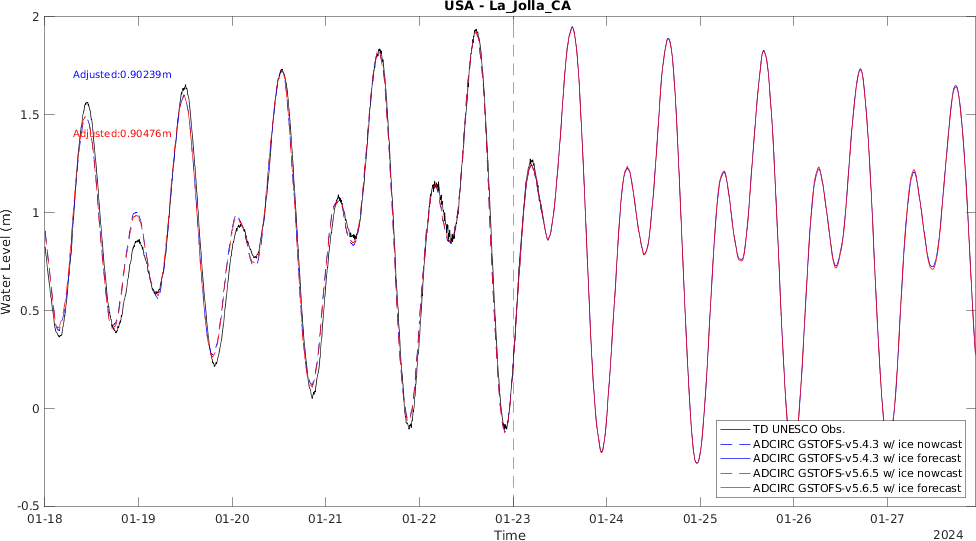 USA - La_Jolla_CA
2
Adjusted:0.90239m
1.5
Adjusted:0.90476m
1
Water Level (m)
0.5
0
-0.5
TD UNESCO Obs.
ADCIRC GSTOFS-v5.4.3 w/ ice nowcast
ADCIRC GSTOFS-v5.4.3 w/ ice forecast
ADCIRC GSTOFS-v5.6.5 w/ ice nowcast
ADCIRC GSTOFS-v5.6.5 w/ ice forecast
01-18 01-19 01-20 01-21 01-22 01-23 01-24 01-25 01-26 01-27
Time
2024